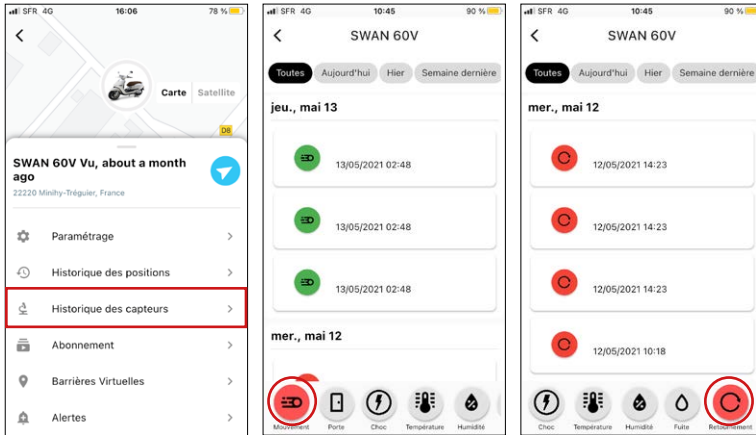 SFR 4G 16:06 78 %
Carte Satellite
D8
SWAN 60V Vu, about a month
ago
22220 Minihy-Tréguier, France
Paramétrage
Historique des positions
Historique des capteurs
Abonnement
Barrières Virtuelles
Alertes
SFR 4G 10:45 90 %
SWAN 60V
Toutes Aujourd'hui Hier Semaine dernière
jeu., mai 13
13/05/2021 02:48
13/05/2021 02:48
13/05/2021 02:48
mer., mai 12
Mouvement Porte Choc Température Humidité
SFR 4G 10:45 90 %
SWAN 60V
Toutes Aujourd'hui Hier Semaine dernière
mer., mai 12
12/05/2021 14:23
12/05/2021 14:23
12/05/2021 14:23
12/05/2021 10:18
Choc Température Humidité Fuite Retournement